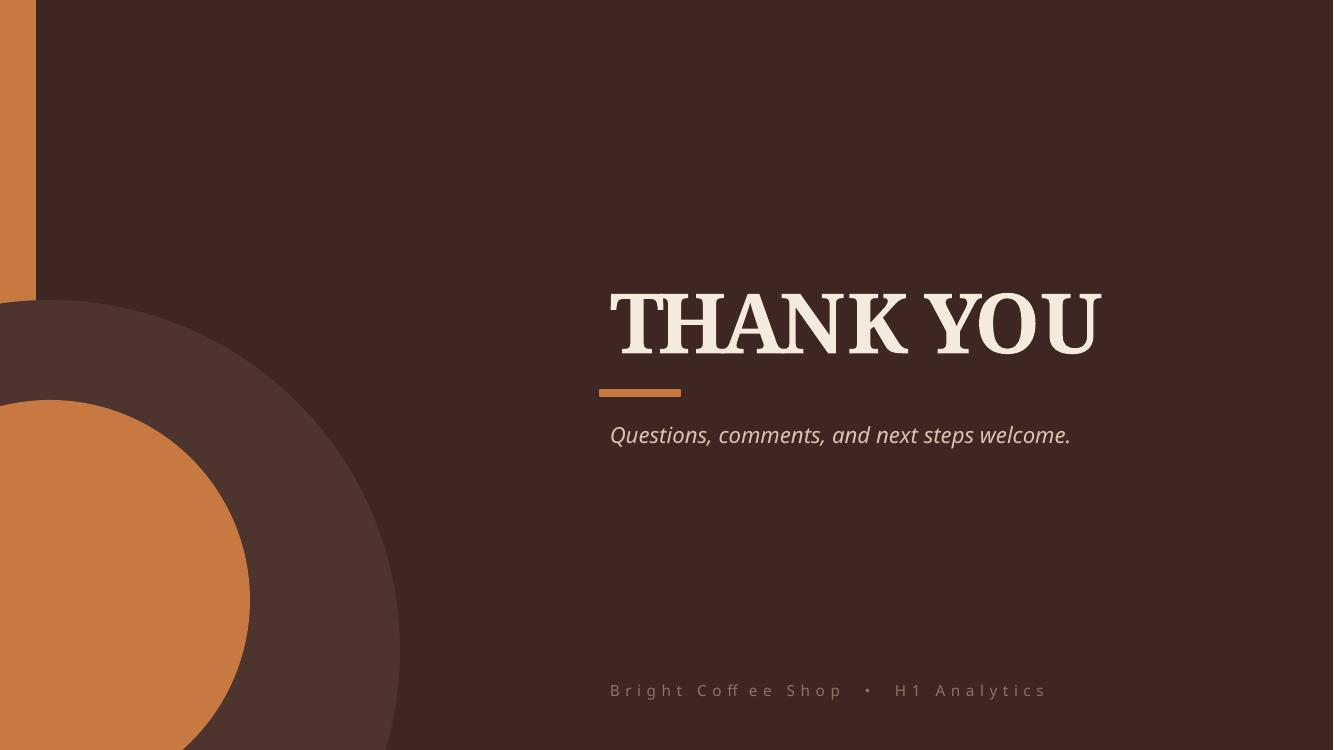 THANK YOU
Questions, comments, and next steps welcome.
Bright Coffee Shop • H1 Analytics